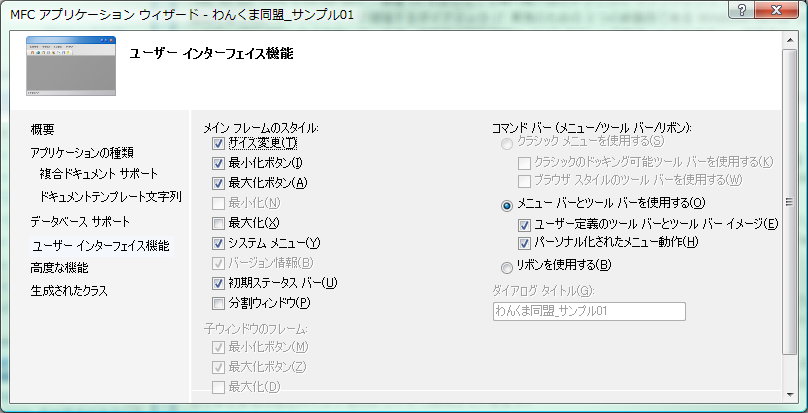 MFC アプリケーション ウィザード - わんくま同盟_サンプル01
ユーザー インターフェイス機能
概要
アプリケーションの種類
複合ドキュメント サポート
ドキュメントテンプレート文字列
データベース サポート
ユーザー インターフェイス機能
高度な機能
生成されたクラス
メイン フレームのスタイル:
サイズ変更(T)
最小化ボタン(I)
最大化ボタン(A)
最小化(N)
最大化(X)
システム メニュー(Y)
バージョン情報(B)
初期ステータス バー(U)
分割ウィンドウ(P)
子ウィンドウのフレーム:
最小化ボタン(M)
最大化ボタン(Z)
最大化(D)
コマンド バー (メニュー/ツール バー/リボン):
クラシック メニューを使用する(S)
クラシックのドッキング可能ツール バーを使用する(K)
ブラウザ スタイルのツール バーを使用する(W)
メニュー バーとツール バーを使用する(O)
ユーザー定義のツール バーとツール バー イメージ(E)
パーソナル化されたメニュー動作(H)
リボンを使用する(B)
ダイアログ タイトル(G):
わんくま同盟_サンプル01